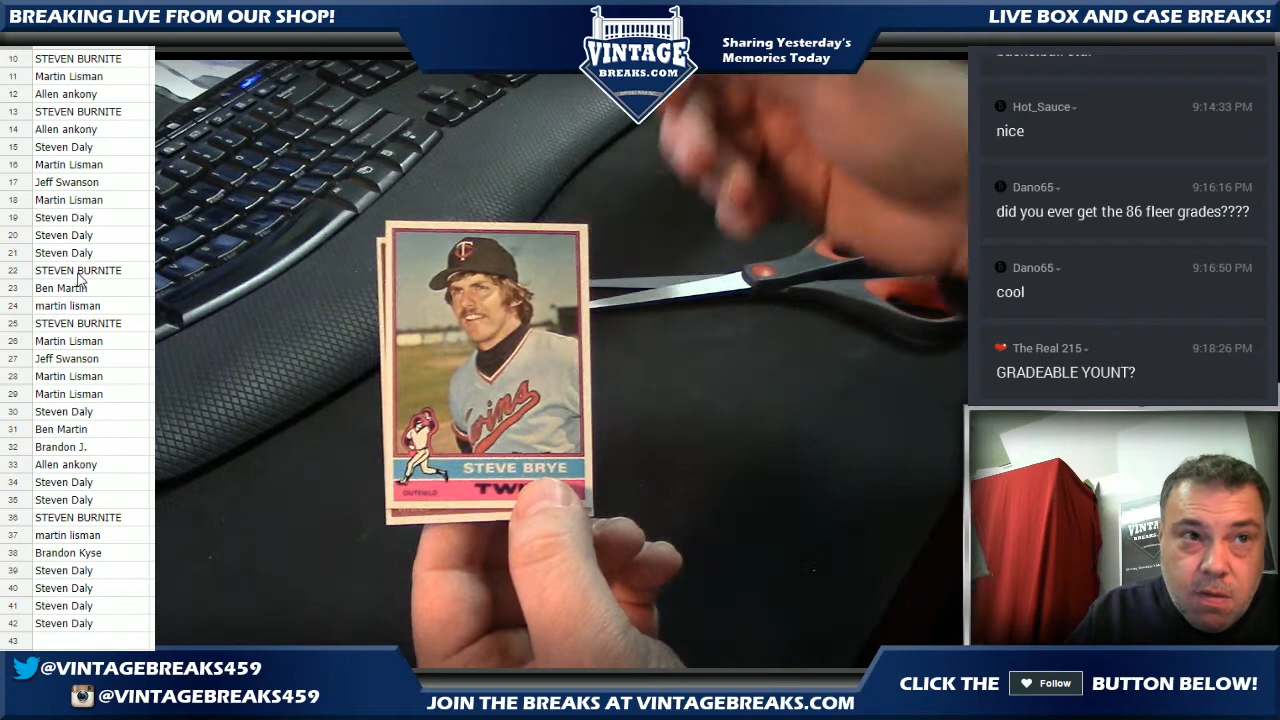 BREAKING LIVE FROM OUR SHOP!
VINTAGE
BREAKS.COM
Sharing Yesterday's
Memories Today
LIVE BOX AND CASE BREAKS!
10 STEVEN BURNITE
11 Martin Lisman
12 Allen ankony
13 STEVEN BURNITE
14 Allen ankony
15 Steven Daly
16 Martin Lisman
17 Jeff Swanson
18 Martin Lisman
19 Steven Daly
20 Steven Daly
21 Steven Daly
22 STEVEN BURNITE
23 Ben Martin
24 martin lisman
25 STEVEN BURNITE
26 Martin Lisman
27 Jeff Swanson
28 Martin Lisman
29 Martin Lisman
30 Steven Daly
31 Ben Martin
32 Brandon J.
33 Allen ankony
34 Steven Daly
35 Steven Daly
36 STEVEN BURNITE
37 martin lisman
38 Brandon Kyse
39 Steven Daly
40 Steven Daly
41 Steven Daly
42 Steven Daly
43
TC
Twins
STEVE BRYE
OUTFIELD
Hot_Sauce 9:14:33 PM
nice
Dano65 9:16:16 PM
did you ever get the 86 fleer grades????
Dano65 9:16:50 PM
cool
The Real 215 9:18:26 PM
GRADEABLE YOUNT?
VINTAGE
@VINTAGEBREAKS459
@VINTAGEBREAKS459
JOIN THE BREAKS AT VINTAGEBREAKS.COM
CLICK THE Follow BUTTON BELOW!